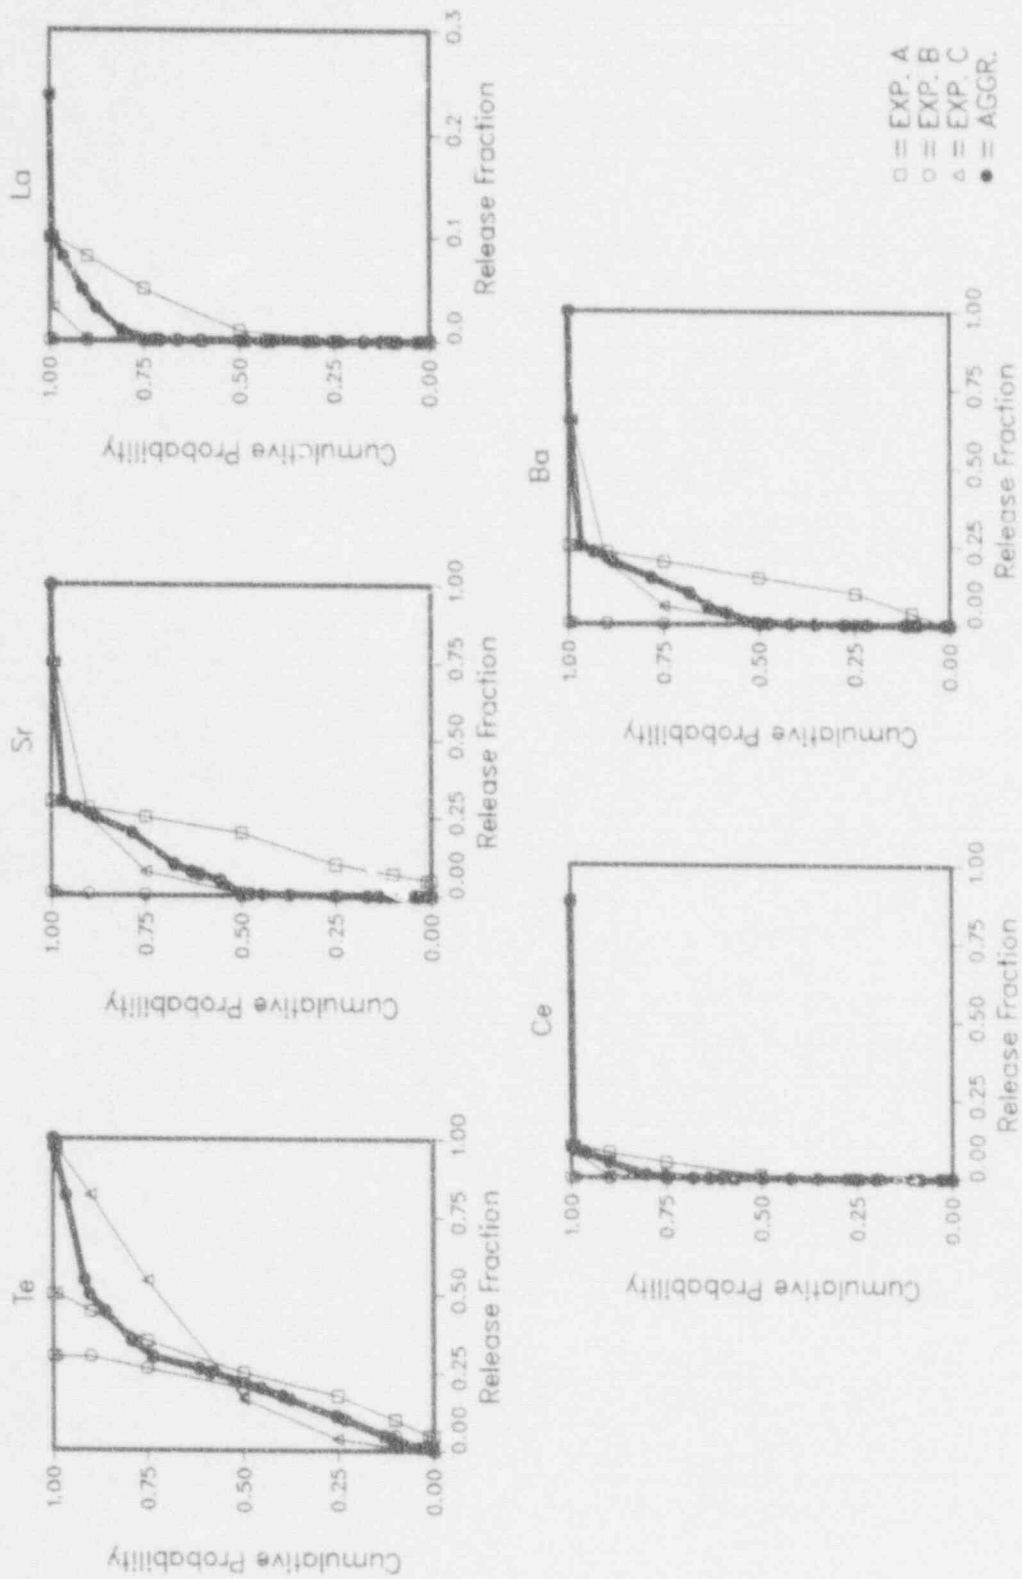 Te
Cumulative Probability
1.00
0.75
0.50
0.25
0.00
0.00 0.25 0.50 0.75 1.00
Release Fraction
Sr
Cumulative Probability
1.00
0.75
0.50
0.25
0.00
0.00 0.25 0.50 0.75 1.00
Release Fraction
La
Cumulative Probability
1.00
0.75
0.50
0.25
0.00
0.0 0.1 0.2 0.3
Release Fraction
Ce
Cumulative Probability
1.00
0.75
0.50
0.25
0.00
0.00 0.25 0.50 0.75 1.00
Release Fraction
Ba
Cumulative Probability
1.00
0.75
0.50
0.25
0.00
0.00 0.25 0.50 0.75 1.00
Release Fraction
□ = EXP. A
○ = EXP. B
△ = EXP. C
● = AGGR.